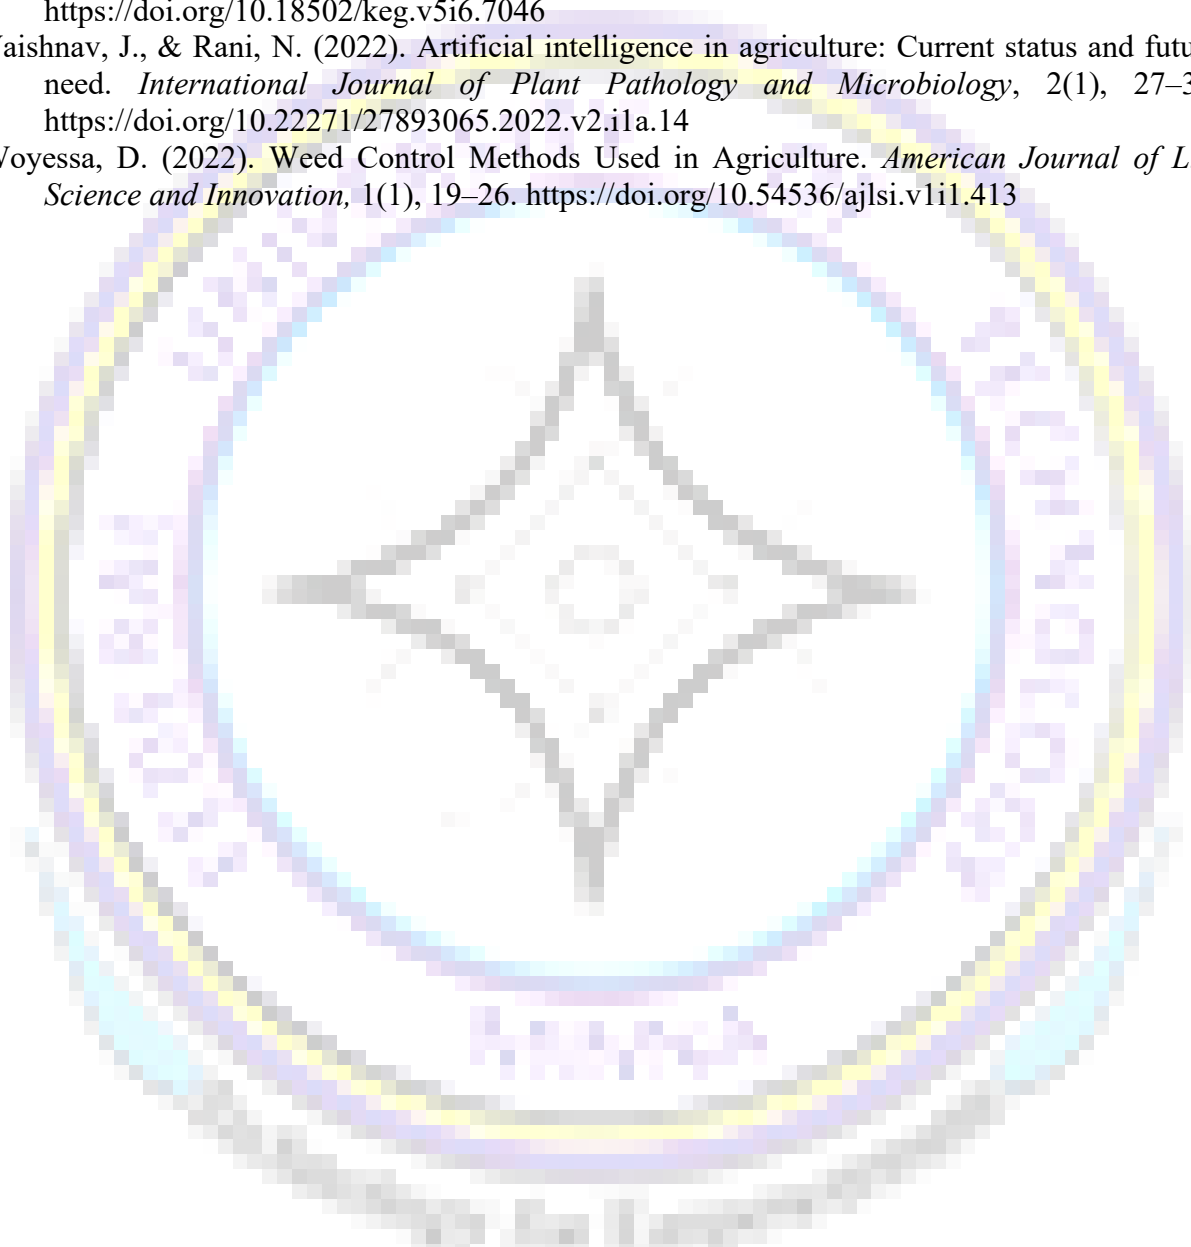 https://doi.org/10.18502/keg.v5i6.7046
aishnav, J., & Rani, N. (2022). Artificial intelligence in agriculture: Current status and futu
need. International Journal of Plant Pathology and Microbiology, 2(1), 27–3
https://doi.org/10.22271/27893065.2022.v2.i1a.14
oyessa, D. (2022). Weed Control Methods Used in Agriculture. American Journal of L
Science and Innovation, 1(1), 19–26. https://doi.org/10.54536/ajlsi.v1i1.413